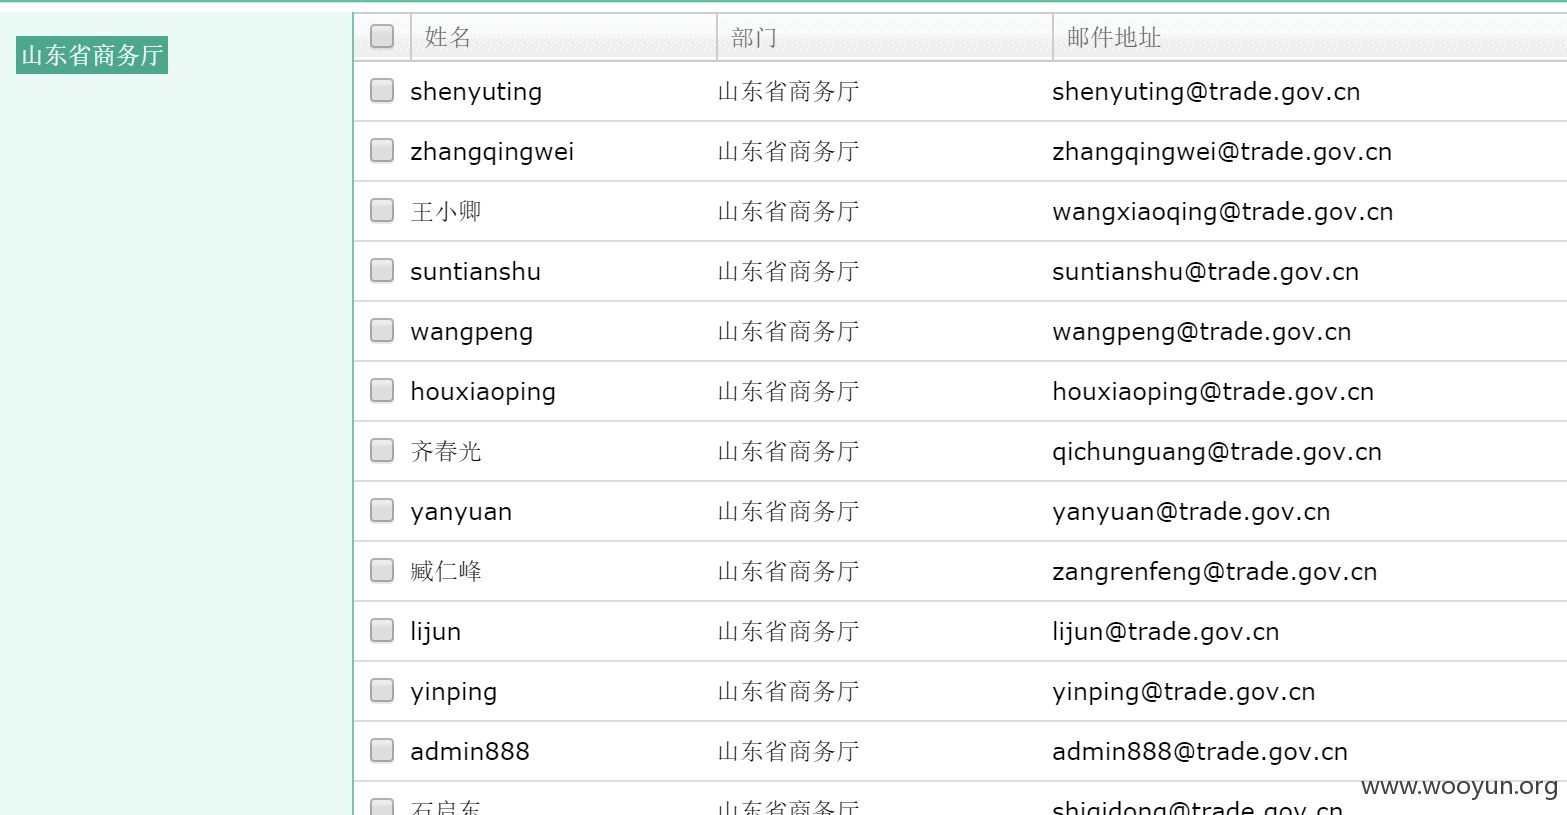 山东省商务厅
姓名 部门 邮件地址
shenyuting 山东省商务厅 shenyuting@trade.gov.cn
zhangqingwei 山东省商务厅 zhangqingwei@trade.gov.cn
王小卿 山东省商务厅 wangxiaoqing@trade.gov.cn
suntianshu 山东省商务厅 suntianshu@trade.gov.cn
wangpeng 山东省商务厅 wangpeng@trade.gov.cn
houxiaoping 山东省商务厅 houxiaoping@trade.gov.cn
齐春光 山东省商务厅 qichunguang@trade.gov.cn
yanyuan 山东省商务厅 yanyuan@trade.gov.cn
臧仁峰 山东省商务厅 zangrenfeng@trade.gov.cn
lijun 山东省商务厅 lijun@trade.gov.cn
yinping 山东省商务厅 yinping@trade.gov.cn
admin888 山东省商务厅 admin888@trade.gov.cn
www.wooyun.org
石启东 山东省商务厅 shiqidong@trade.gov.cn